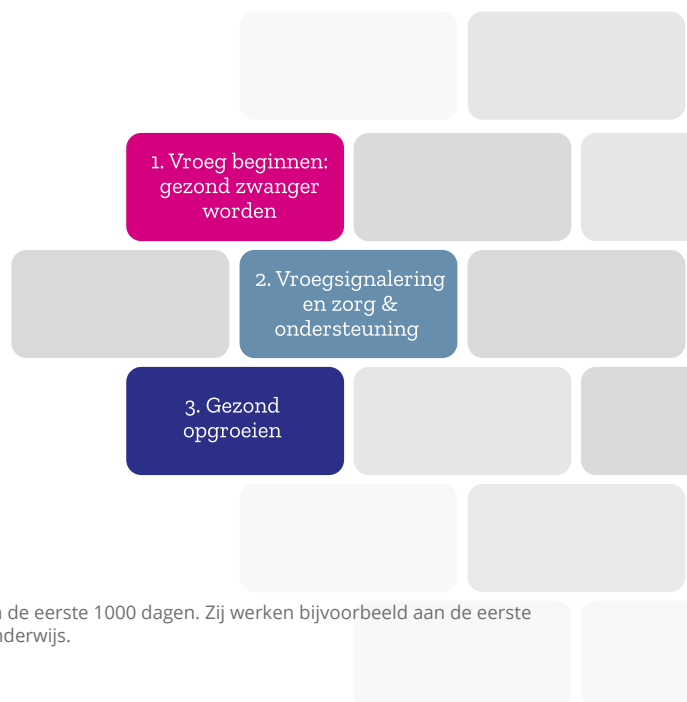 1. Vroeg beginnen:
gezond zwanger
worden
2. Vroegsignalering
en zorg &
ondersteuning
3. Gezond
opgroeien
de eerste 1000 dagen. Zij werken bijvoorbeeld aan de eerste